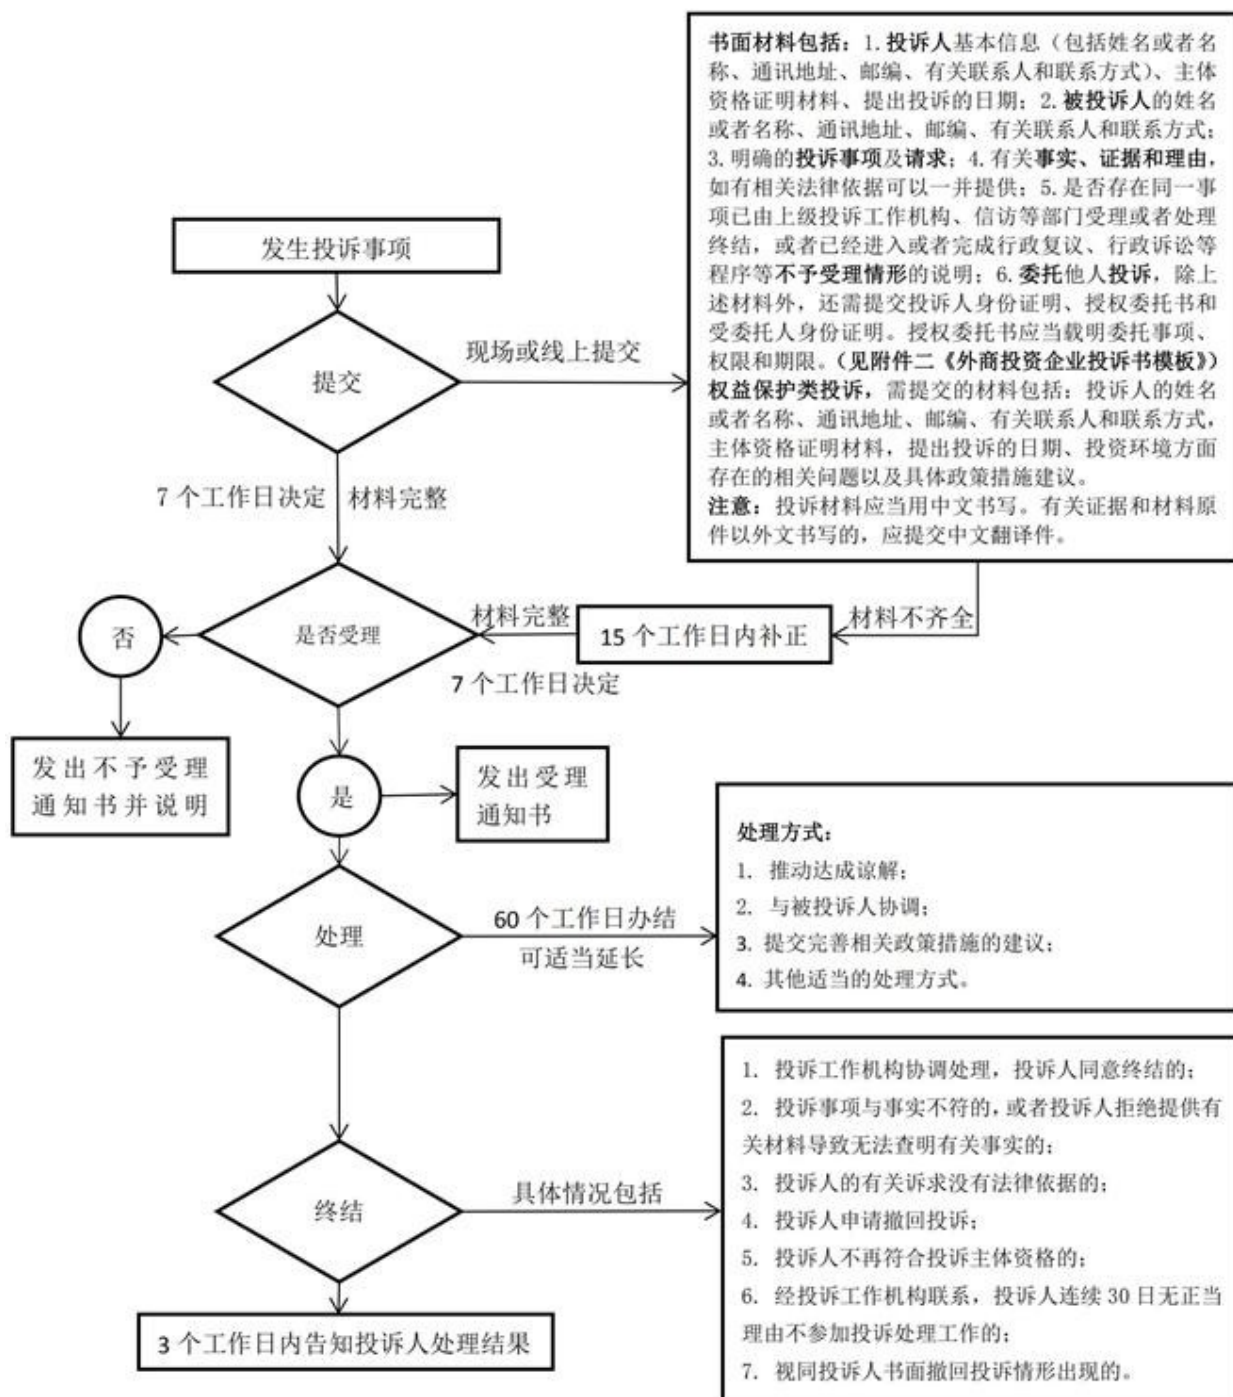 书面材料包括：1.投诉人基本信息（包括姓名或者名
称、通讯地址、邮编、有关联系人和联系方式）、主体
资格证明材料、提出投诉的日期；2.被投诉人的姓名
或者名称、通讯地址、邮编、有关联系人和联系方式；
3.明确的投诉事项及请求；4.有关事实、证据和理由，
如有相关法律依据可以一并提供；5.是否存在同一事
项已由上级投诉工作机构、信访等部门受理或者处理
终结，或者已经进入或者完成行政复议、行政诉讼等
程序等不予受理情形的说明；6.委托他人投诉，除上
述材料外，还需提交投诉人身份证明、授权委托书和
受委托人身份证明。授权委托书应当载明委托事项、
权限和期限。（见附件二《外商投资企业投诉书模板》）
权益保护类投诉，需提交的材料包括：投诉人的姓名
或者名称、通讯地址、邮编、有关联系人和联系方式，
主体资格证明材料，提出投诉的日期、投资环境方面
存在的相关问题以及具体政策措施建议。
注意：投诉材料应当用中文书写。有关证据和材料原
件以外文书写的，应提交中文翻译件。
发生投诉事项
提交
现场或线上提交
7 个工作日决定
材料完整
是否受理
否
材料完整
15 个工作日内补正
材料不齐全
7 个工作日决定
发出不予受理
通知书并说明
是
发出受理
通知书
处理
60 个工作日办结
可适当延长
处理方式：
1. 推动达成谅解；
2. 与被投诉人协调；
3. 提交完善相关政策措施的建议；
4. 其他适当的处理方式。
终结
具体情况包括
1. 投诉工作机构协调处理，投诉人同意终结的；
2. 投诉事项与事实不符的，或者投诉人拒绝提供有
关材料导致无法查明有关事实的；
3. 投诉人的有关诉求没有法律依据的；
4. 投诉人申请撤回投诉；
5. 投诉人不再符合投诉主体资格的；
6. 经投诉工作机构联系，投诉人连续 30 日无正当
理由不参加投诉处理工作的；
7. 视同投诉人书面撤回投诉情形出现的。
3 个工作日内告知投诉人处理结果